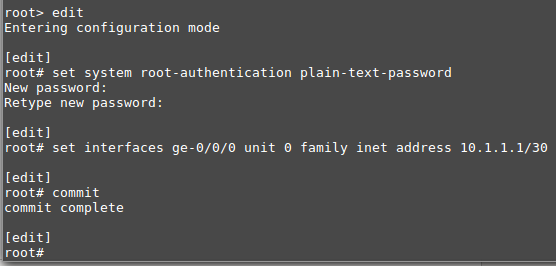 root> edit
Entering configuration mode
[edit]
root# set system root-authentication plain-text-password
New password:
Retype new password:
[edit]
root# set interfaces ge-0/0/0 unit 0 family inet address 10.1.1.1/30
[edit]
root# commit
commit complete
[edit]
root#